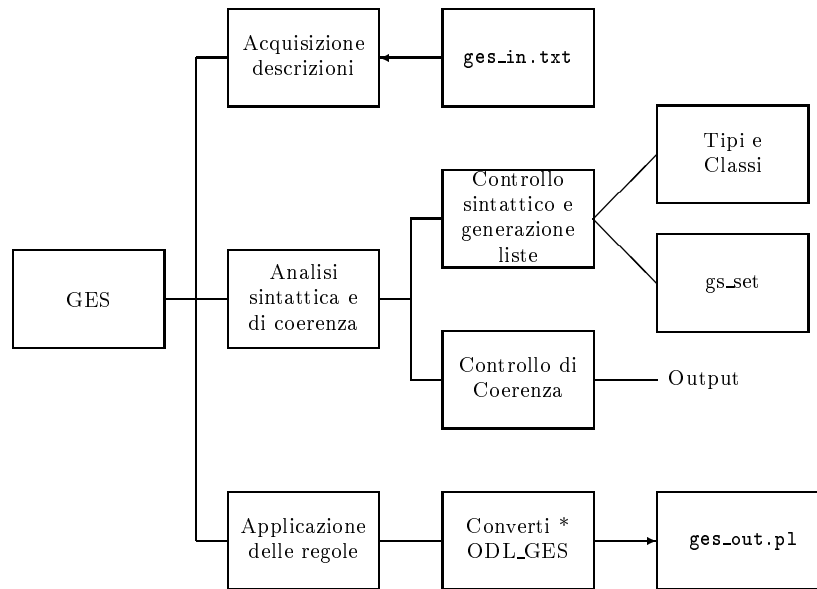 Acquisizione
descrizioni
ges_in.txt
Tipi e
Classi
Controllo
sintattico e
generazione
liste
gs_set
GES
Analisi
sintattica e
di coerenza
Controllo di
Coerenza
Output
Applicazione
delle regole
Converti *
ODL_GES
ges_out.pl